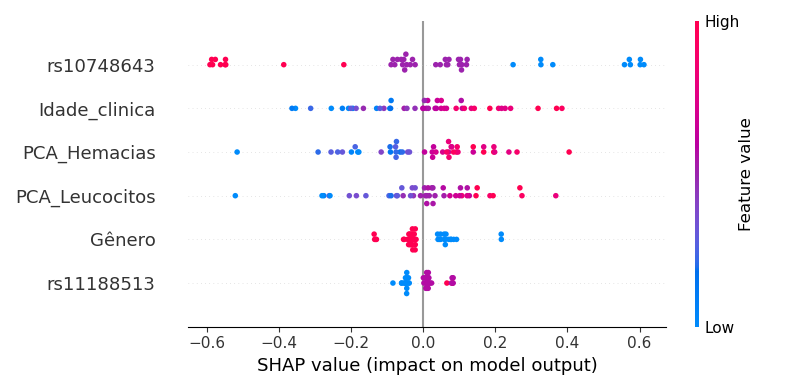 High
rs10748643
Idade_clinica
PCA_Hemacias
PCA_Leucocitos
Gênero
rs11188513
Feature value
Low
−0.6 −0.4 −0.2 0.0 0.2 0.4 0.6
SHAP value (impact on model output)